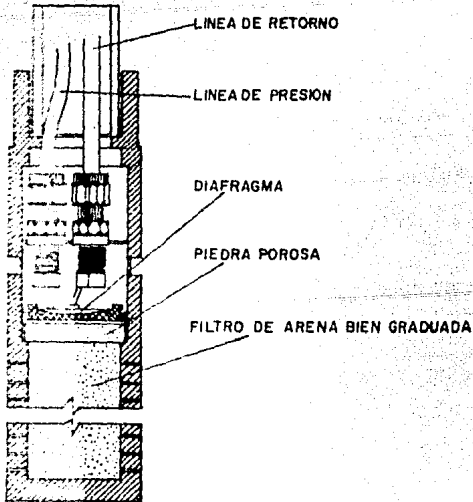 LINEA DE RETORNO
LINEA DE PRESION
DIAFRAGMA
PIEDRA POROSA
FILTRO DE ARENA BIEN GRADUADA